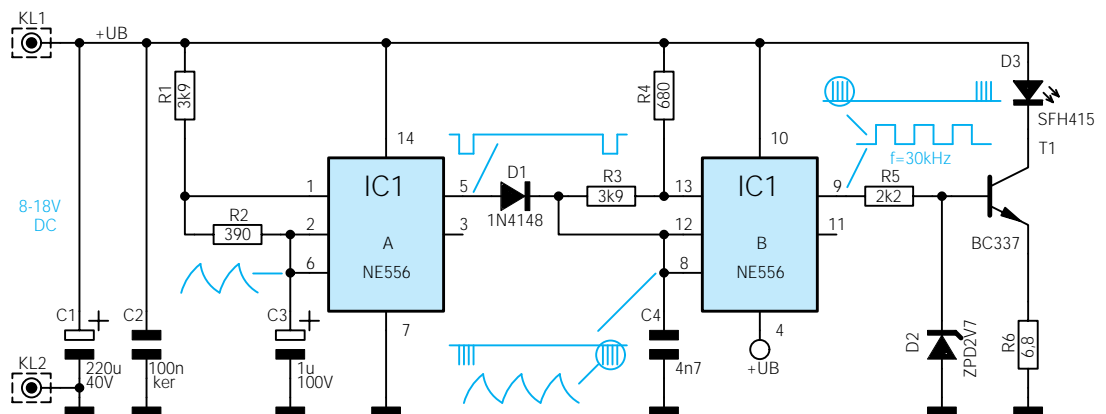 KL1
+UB
R1
3k9
R4
680
D3
SFH415
14
10
f=30kHz
T1
8-18V
DC
1
IC1
5
D1
1N4148
R3
3k9
13
IC1
9
R5
2k2
R2
390
2
A
3
12
B
11
6
NE556
8
NE556
BC337
C1
+
220u
40V
C2
100n
ker
C3
+
1u
100V
7
C4
4n7
4
+UB
D2
ZPD2V7
R6
6,8
KL2